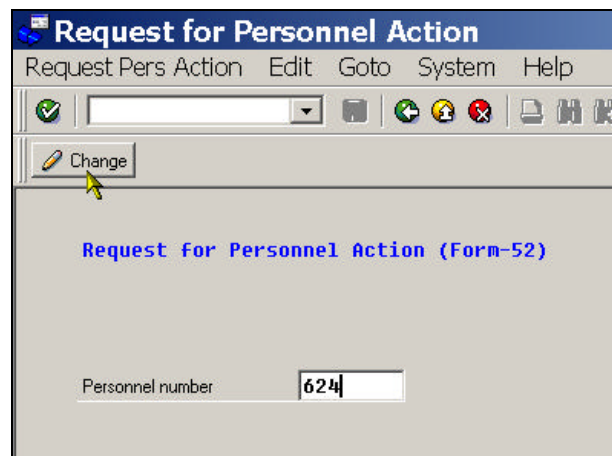 Request for Personnel Action
Request Pers Action Edit Goto System Help
Change
Request for Personnel Action (Form-52)
Personnel number 624